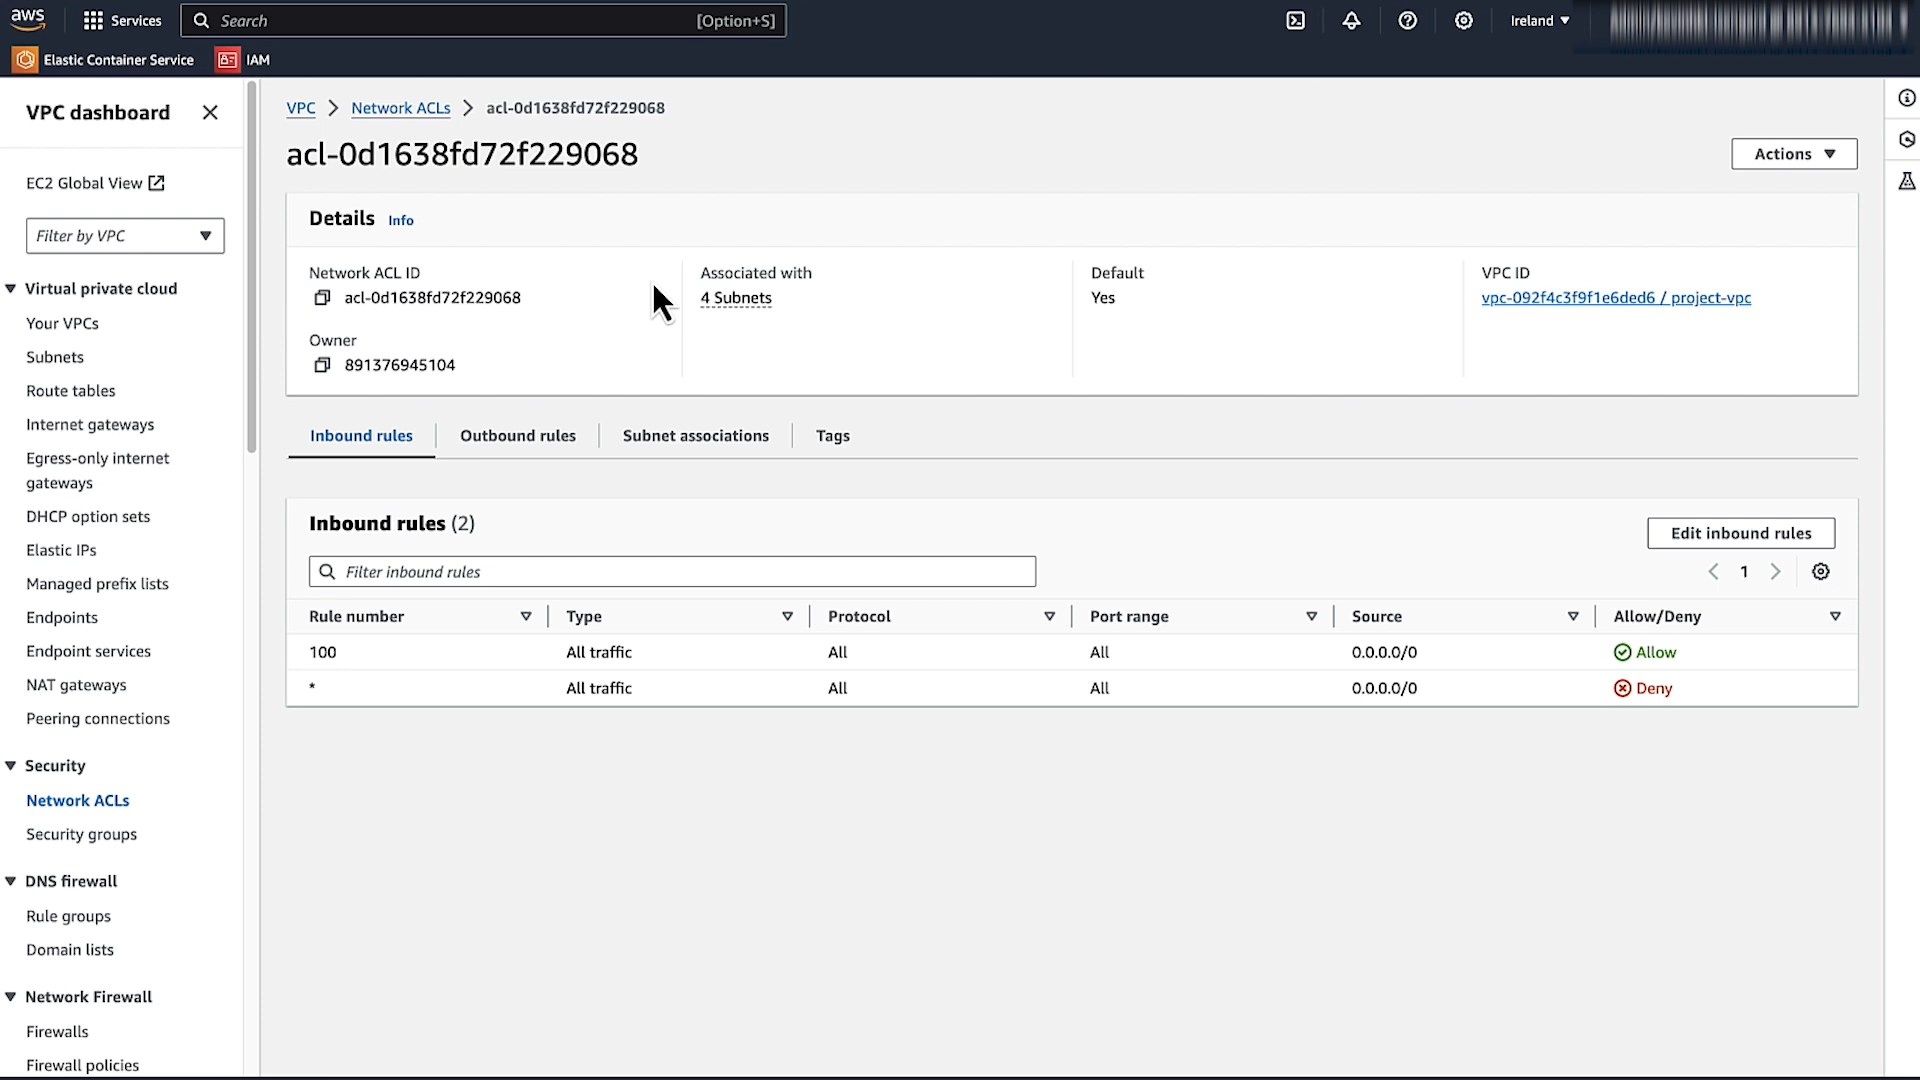 aws
Services
Search
[Option+S]
Ireland
Elastic Container Service
IAM
VPC dashboard
EC2 Global View
Filter by VPC
Virtual private cloud
Your VPCs
Subnets
Route tables
Internet gateways
Egress-only internet
gateways
DHCP option sets
Elastic IPs
Managed prefix lists
Endpoints
Endpoint services
NAT gateways
Peering connections
Security
Network ACLs
Security groups
DNS firewall
Rule groups
Domain lists
Network Firewall
Firewalls
Firewall policies
VPC > Network ACLs > acl-0d1638fd72f229068
acl-0d1638fd72f229068
Actions
Details Info
Network ACL ID
acl-0d1638fd72f229068
Owner
891376945104
Associated with
4 Subnets
Default
Yes
VPC ID
vpc-092f4c3f9f1e6ded6 / project-vpc
Inbound rules
Outbound rules
Subnet associations
Tags
Inbound rules (2)
Edit inbound rules
Filter inbound rules
1
Rule number Type Protocol Port range Source Allow/Deny
100 All traffic All All 0.0.0.0/0 Allow
* All traffic All All 0.0.0.0/0 Deny